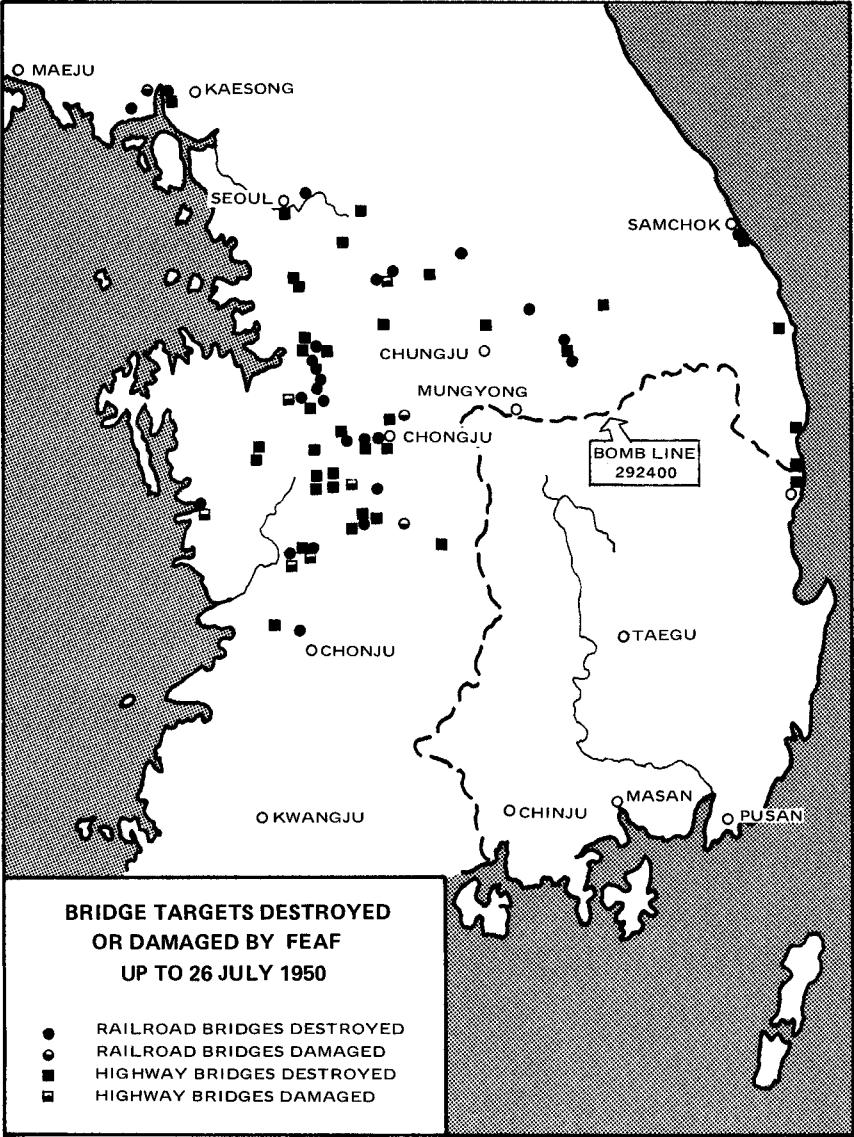 MAEJU
KAESONG
SEOUL
SAMCHOK
CHUNGJU
MUNGYONG
CHONGJU
BOMB LINE
292400
TAEGU
CHONJU
MASAN
KWANGJU
CHINJU
PUSAN
BRIDGE TARGETS DESTROYED
OR DAMAGED BY FEAF
UP TO 26 JULY 1950
RAILROAD BRIDGES DESTROYED
RAILROAD BRIDGES DAMAGED
HIGHWAY BRIDGES DESTROYED
HIGHWAY BRIDGES DAMAGED